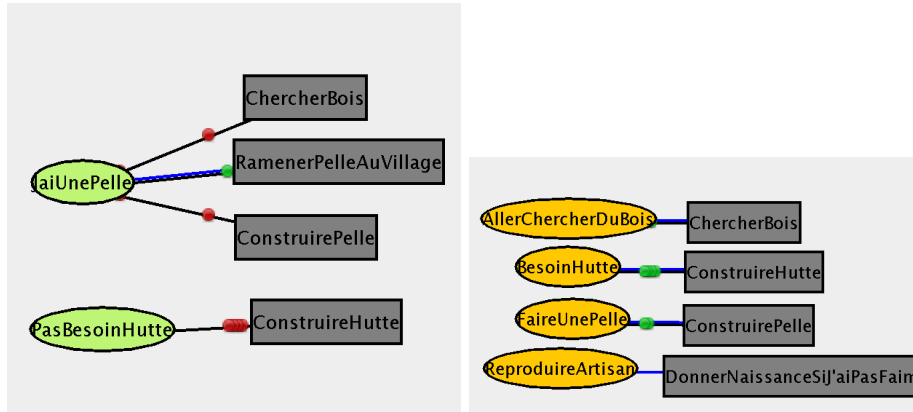 ChercherBois
RamenerPelleAuVillage
JaiUnePelle
ConstruirePelle
ConstruireHutte
PasBesoinHutte
AllerChercherDuBois
ChercherBois
BesoinHutte
ConstruireHutte
FaireUnePelle
ConstruirePelle
ReproduireArtisan
DonnerNaissanceSiJ'aiPasFaim